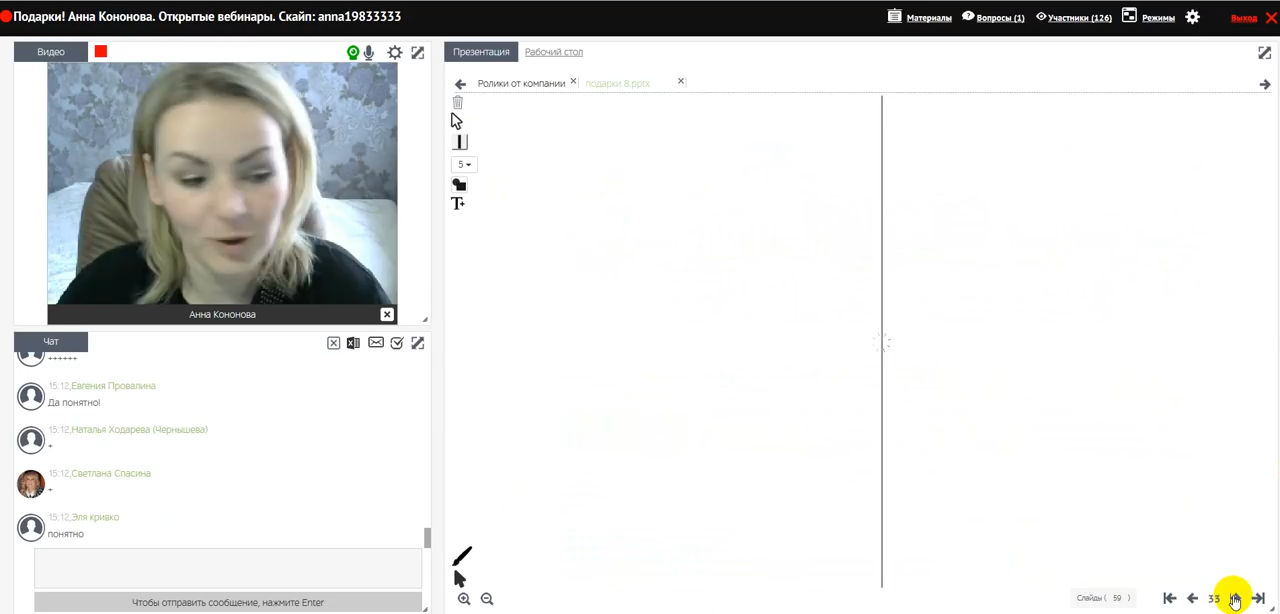 Подарки! Анна Кононова. Открытые вебинары. Скайп: anna19833333
Материалы
Вопросы (1)
Участники (126)
Режимы
Выход
Видео
Анна Кононова
Чат
++++++
15:12,Евгения Провалина
Да понятно!
15:12,Наталья Ходарева (Чернышева)
+
15:12,Светлана Спасина
+
15:12,Эля кривко
понятно
Чтобы отправить сообщение, нажмите Enter
Презентация
Рабочий стол
Ролики от компании
подарки 8.pptx
5
T+
Слайды ( 59 )
33